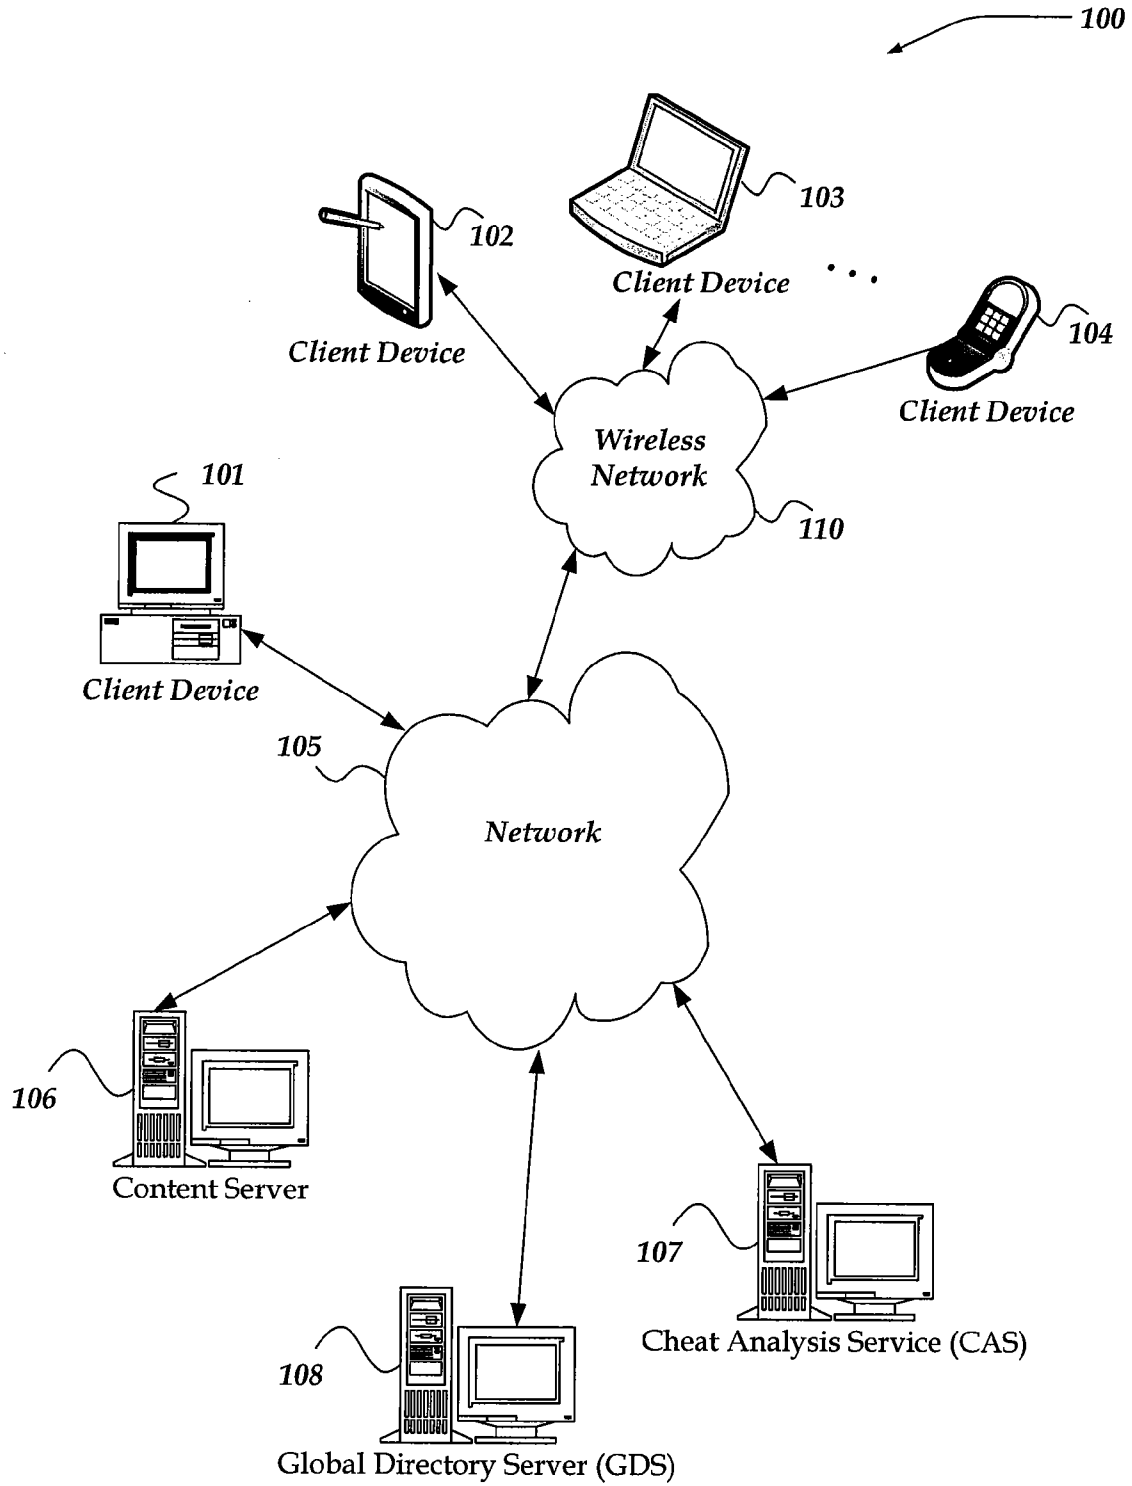 100
103
102
Client Device
104
Client Device
Client Device
Wireless
Network
101
110
Client Device
105
Network
106
Content Server
107
Cheat Analysis Service (CAS)
108
Global Directory Server (GDS)